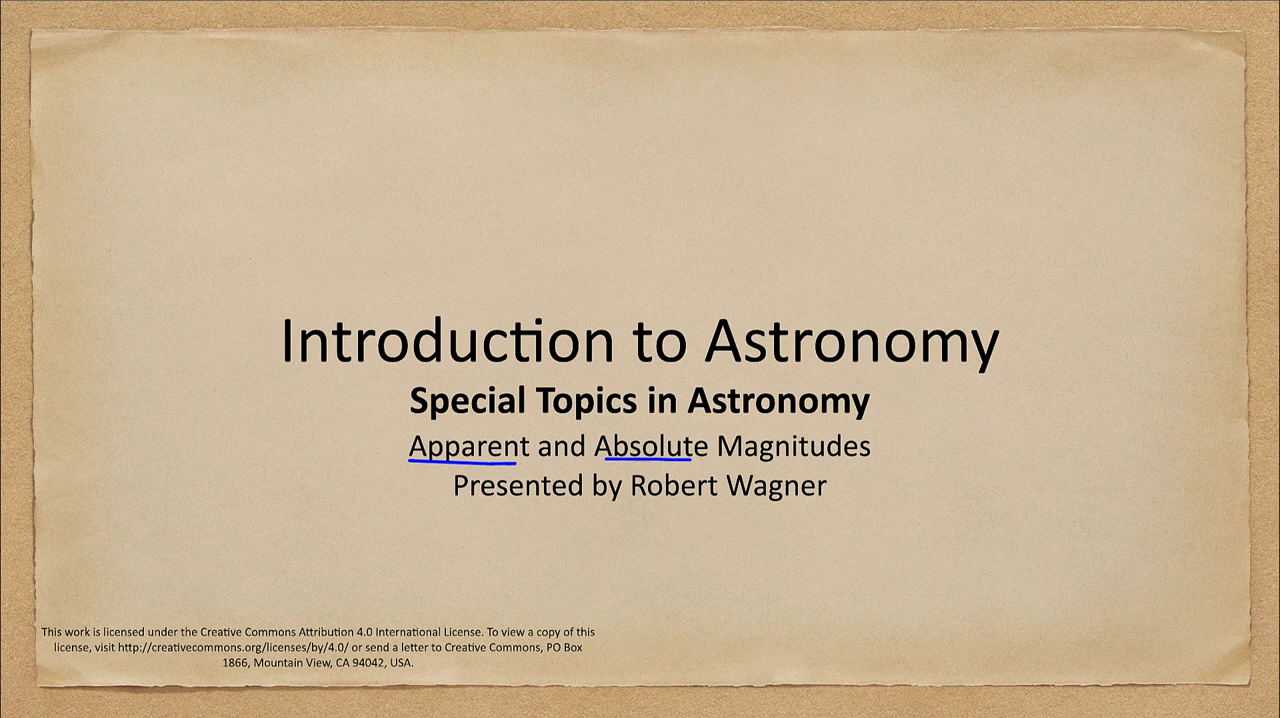 Introduction to Astronomy
Special Topics in Astronomy
Apparent and Absolute Magnitudes
Presented by Robert Wagner
This work is licensed under the Creative Commons Attribution 4.0 International License. To view a copy of this
license, visit http://creativecommons.org/licenses/by/4.0/ or send a letter to Creative Commons, PO Box
1866, Mountain View, CA 94042, USA.